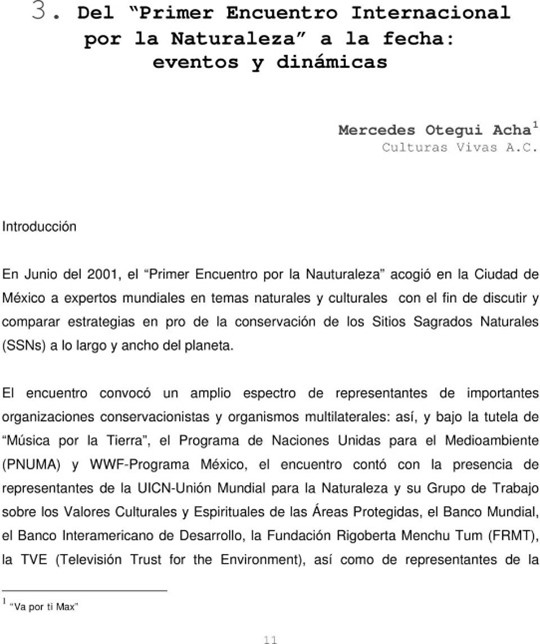 3. Del “Primer Encuentro Internacional
por la Naturaleza” a la fecha:
eventos y dinámicas
Mercedes Otegui Acha1
Culturas Vivas A.C.
Introducción
En Junio del 2001, el “Primer Encuentro por la Nauturaleza” acogió en la Ciudad de
México a expertos mundiales en temas naturales y culturales con el fin de discutir y
comparar estrategias en pro de la conservación de los Sitios Sagrados Naturales
(SSNs) a lo largo y ancho del planeta.
El encuentro convocó un amplio espectro de representantes de importantes
organizaciones conservacionistas y organismos multilaterales: así, y bajo la tutela de
“Música por la Tierra”, el Programa de Naciones Unidas para el Medioambiente
(PNUMA) y WWF-Programa México, el encuentro contó con la presencia de
representantes de la UICN-Unión Mundial para la Naturaleza y su Grupo de Trabajo
sobre los Valores Culturales y Espirituales de las Áreas Protegidas, el Banco Mundial,
el Banco Interamericano de Desarrollo, la Fundación Rigoberta Menchu Tum (FRMT),
la TVE (Televisión Trust for the Environment), así como de representantes de la
1 “Va por ti Max”
11